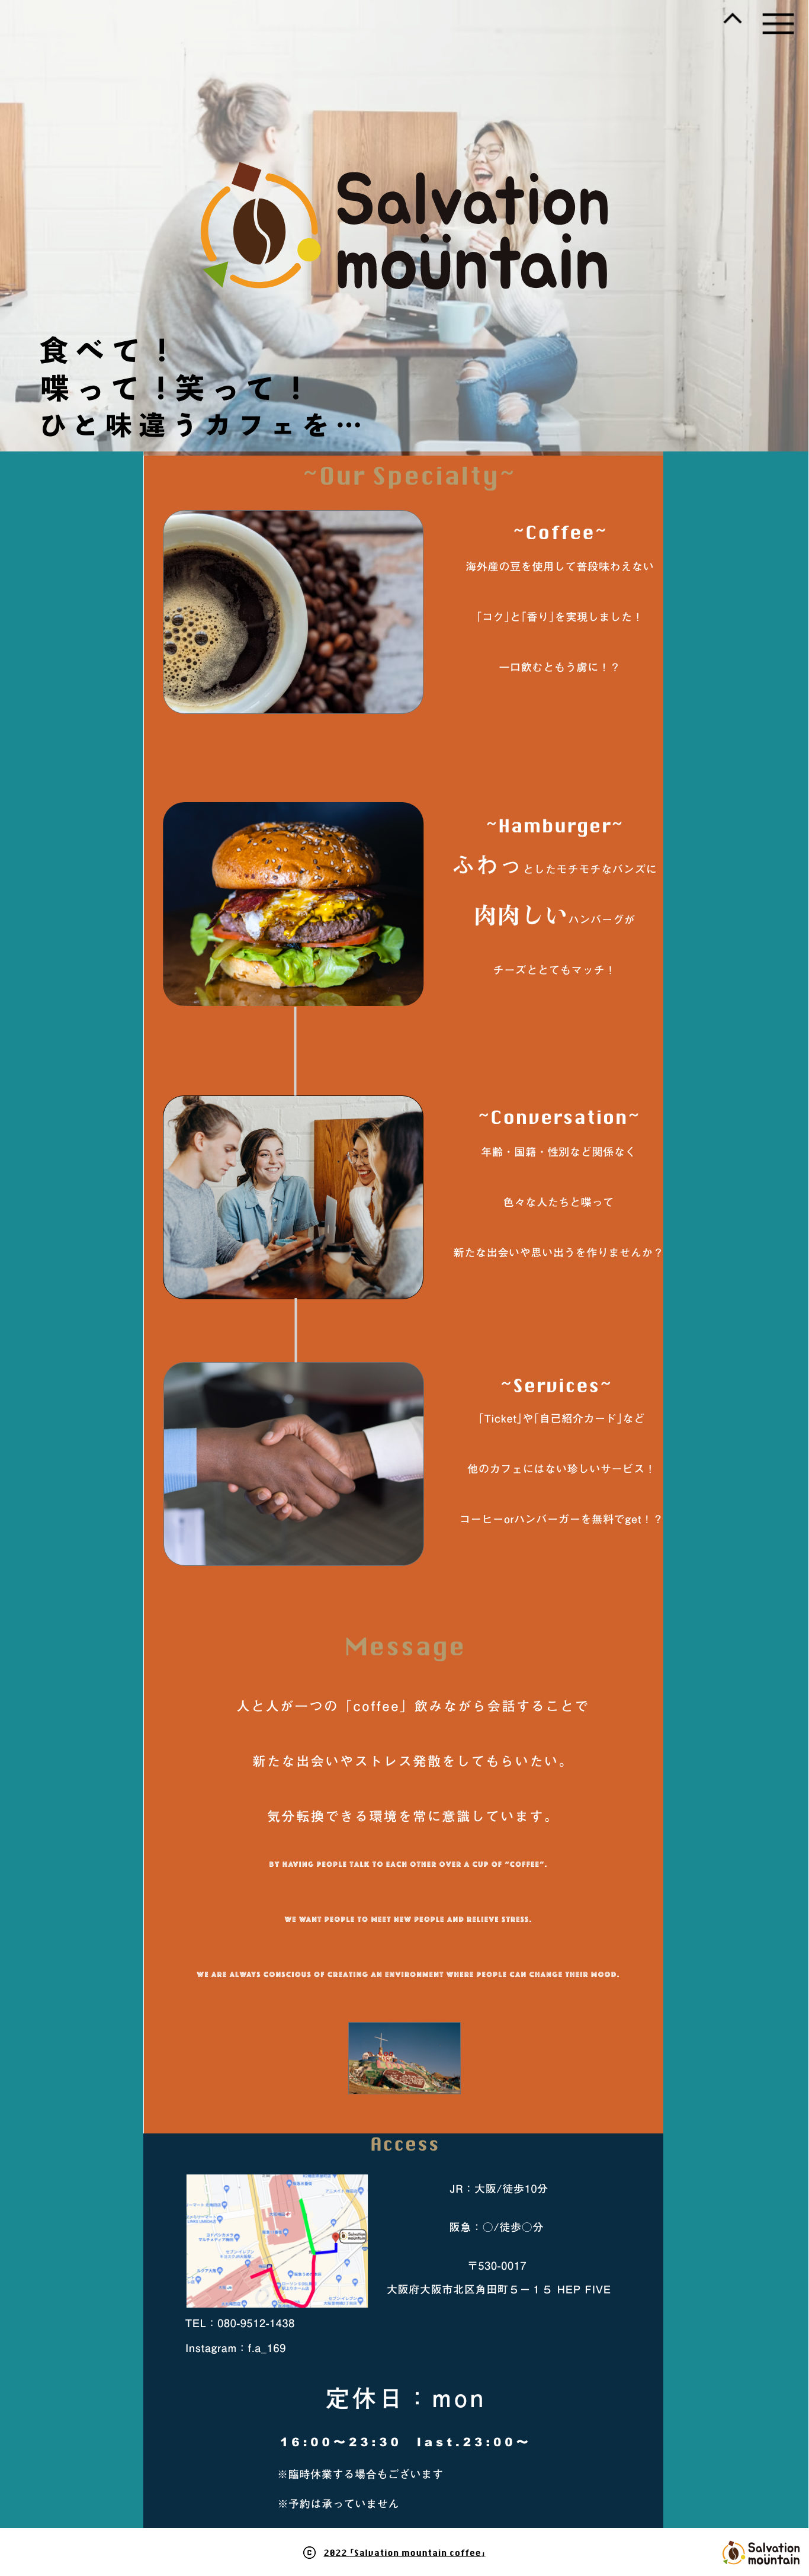 Salvation
mountain
食べて！
喋って！笑って！
ひと味違うカフェを…
~Our Specialty~
~Coffee~
海外産の豆を使用して普段味わえない
「コク」と「香り」を実現しました！
一口飲むともう虜に！？
~Hamburger~
ふわっとしたモチモチなバンズに
肉肉しいハンバーグが
チーズととてもマッチ！
~Conversation~
年齢・国籍・性別など関係なく
色々な人たちと喋って
新たな出会いや思い出うを作りませんか？
~Services~
「Ticket」や「自己紹介カード」など
他のカフェにはない珍しいサービス！
コーヒーorハンバーガーを無料でget！？
Message
人と人が一つの「coffee」飲みながら会話することで
新たな出会いやストレス発散をしてもらいたい。
気分転換できる環境を常に意識しています。
BY HAVING PEOPLE TALK TO EACH OTHER OVER A CUP OF "COFFEE".
WE WANT PEOPLE TO MEET NEW PEOPLE AND RELIEVE STRESS.
WE ARE ALWAYS CONSCIOUS OF CREATING AN ENVIRONMENT WHERE PEOPLE CAN CHANGE THEIR MOOD.
Access
JR：大阪/徒歩10分
阪急：〇/徒歩〇分
〒530-0017
大阪府大阪市北区角田町５－１５ HEP FIVE
Salvation
mountain
TEL：080-9512-1438
Instagram：f.a_169
定休日：mon
16:00〜23:30　last.23:00〜
※臨時休業する場合もございます
※予約は承っていません
© 2022「Salvation mountain coffee」
Salvation
mountain